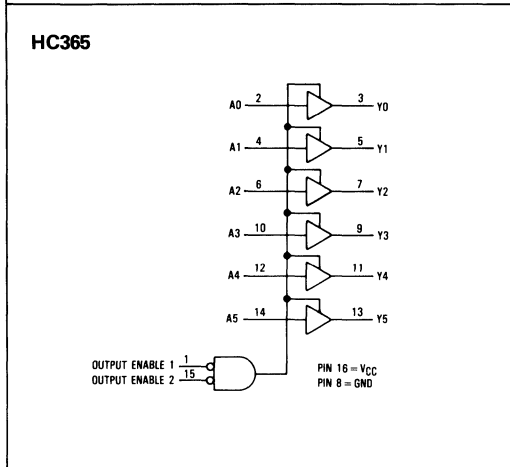 HC365
A0 2 3 Y0
A1 4 5 Y1
A2 6 7 Y2
A3 10 9 Y3
A4 12 11 Y4
A5 14 13 Y5
OUTPUT ENABLE 1 1
OUTPUT ENABLE 2 15
PIN 16 = VCC
PIN 8 = GND